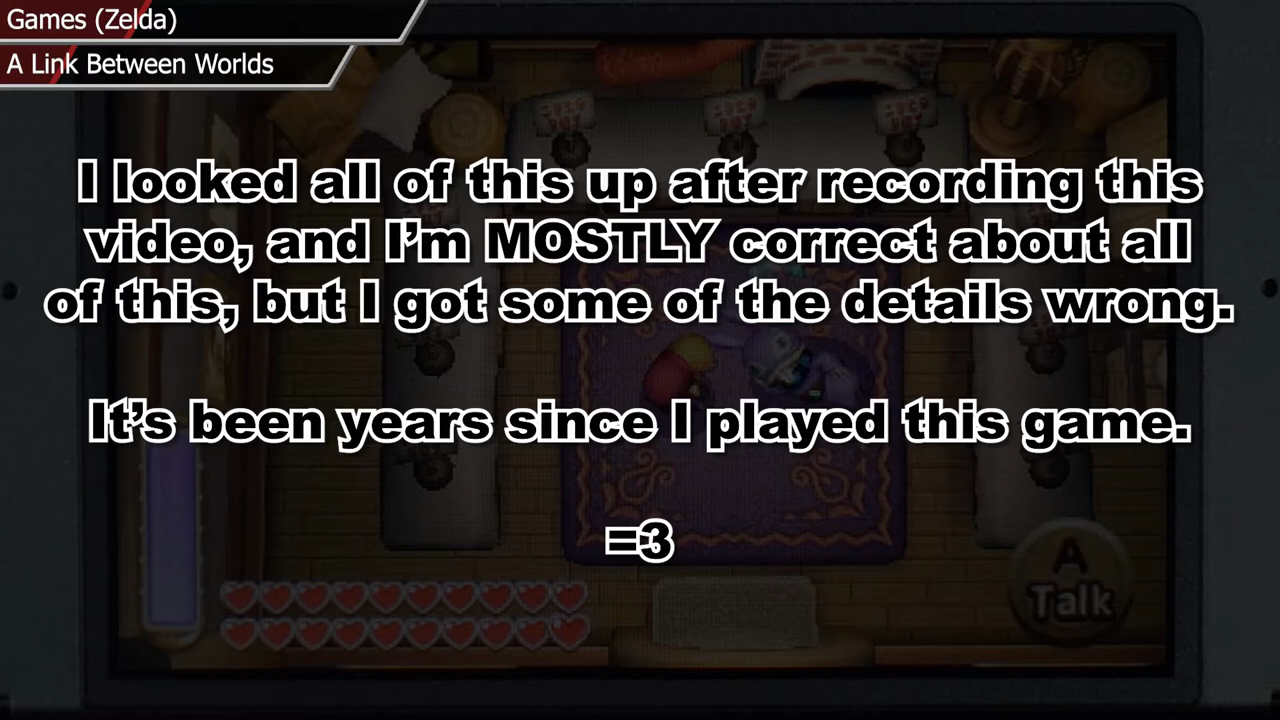 Games (Zelda)
A Link Between Worlds
I looked all of this up after recording this
video, and I'm MOSTLY correct about all
of this, but I got some of the details wrong.
It's been years since I played this game.
=3
A
Talk